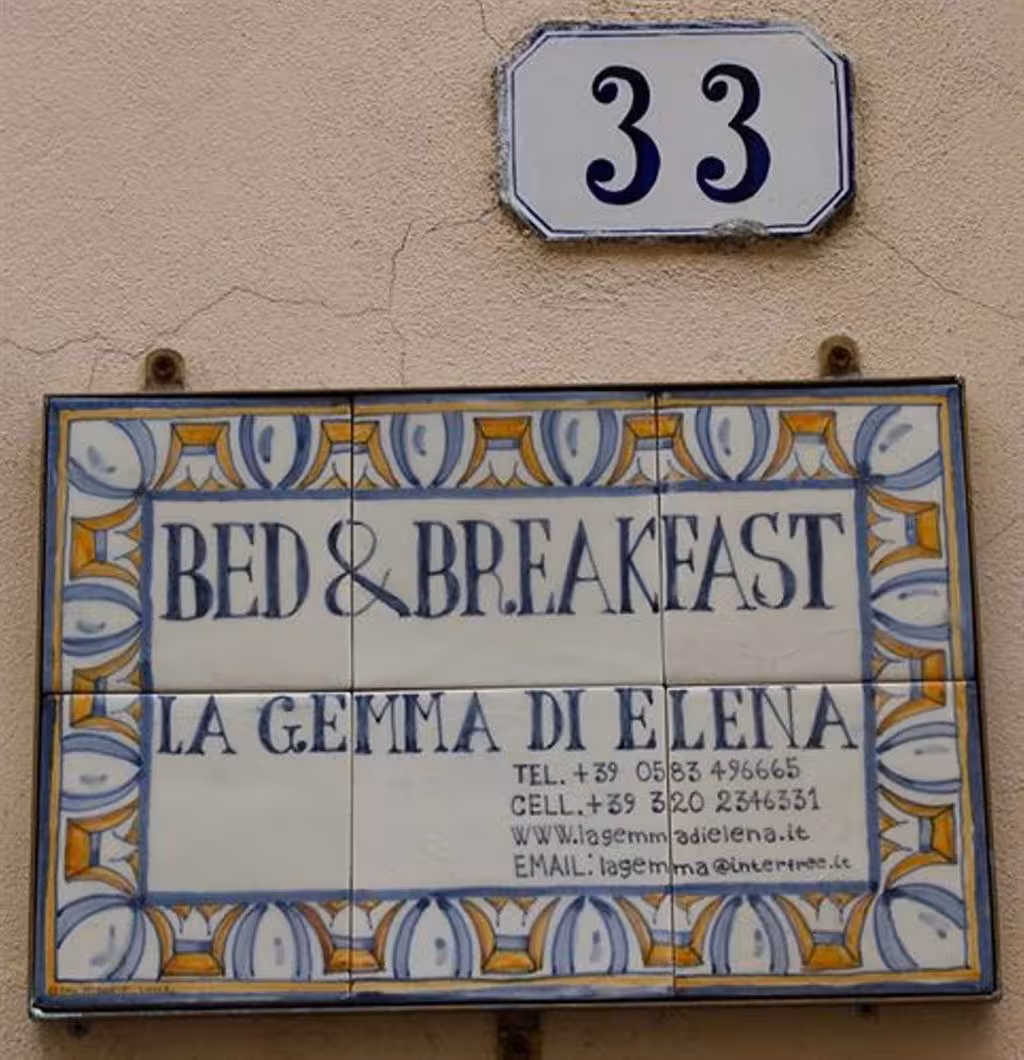 33
BED & BREAKFAST
LA GEMMA DI ELENA
TEL. +39 0583 496665
CELL.+39 320 2346331
WWW.lagemmadielena.it
EMAIL: lagemma@interfree.it